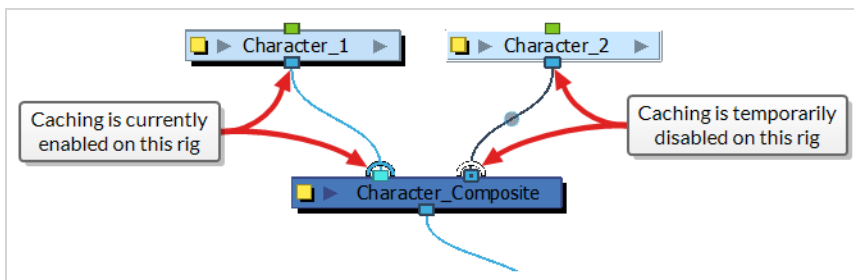 Character_1
Character_2
Caching is currently
enabled on this rig
Caching is temporarily
disabled on this rig
Character_Composite